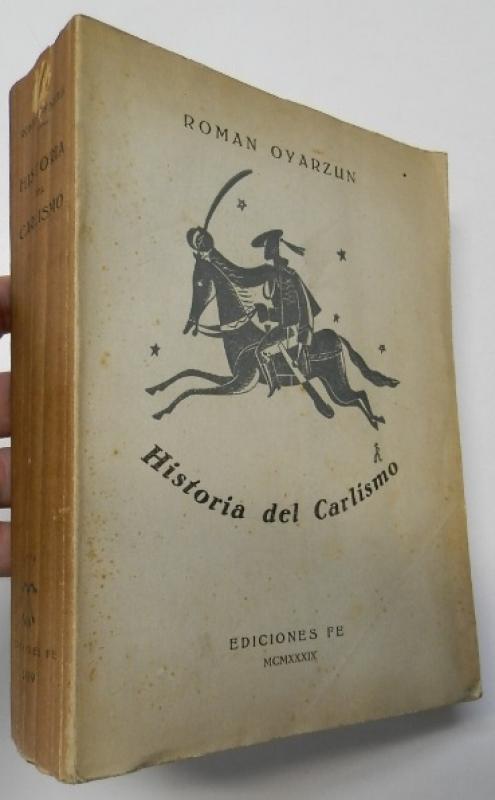 ROMAN OYARZUN
Historia del Carlismo
EDICIONES FE
MCMXXXIX
HISTORIA
DEL
CARLISMO